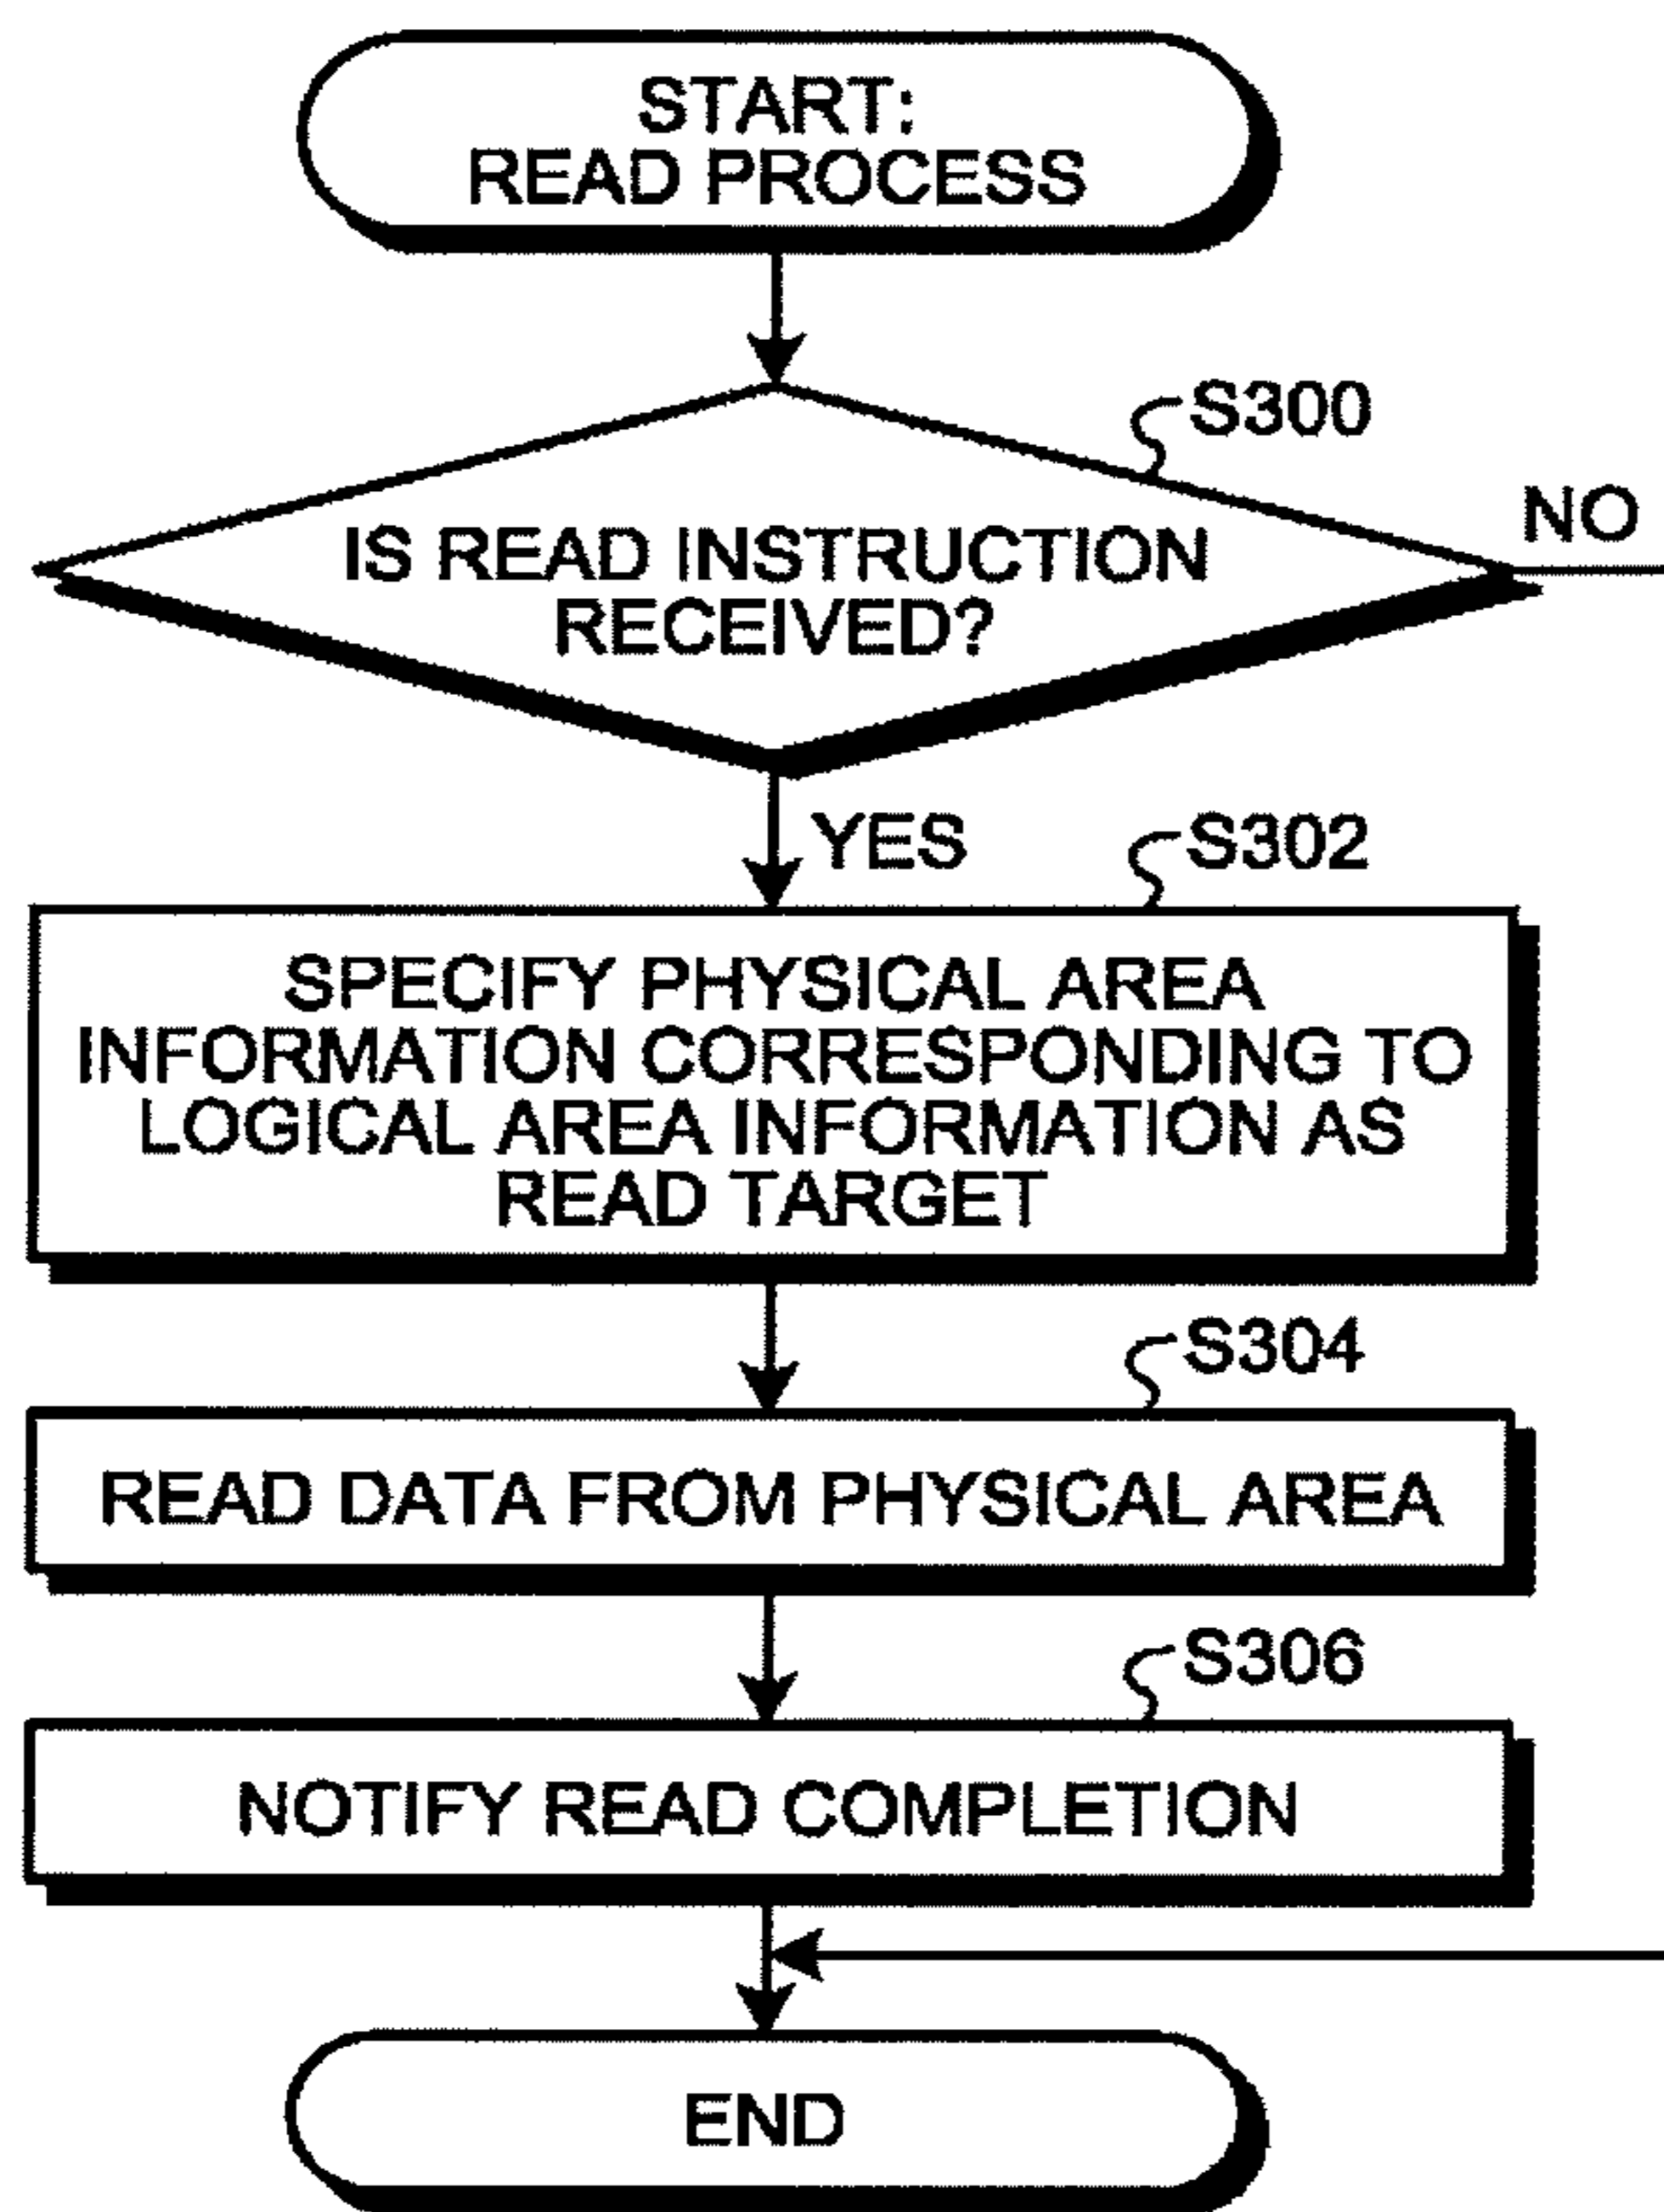 START:
READ PROCESS
S300
NO
IS READ INSTRUCTION
RECEIVED?
YES
S302
SPECIFY PHYSICAL AREA
INFORMATION CORRESPONDING TO
LOGICAL AREA INFORMATION AS
READ TARGET
S304
READ DATA FROM PHYSICAL AREA
S306
NOTIFY READ COMPLETION
END